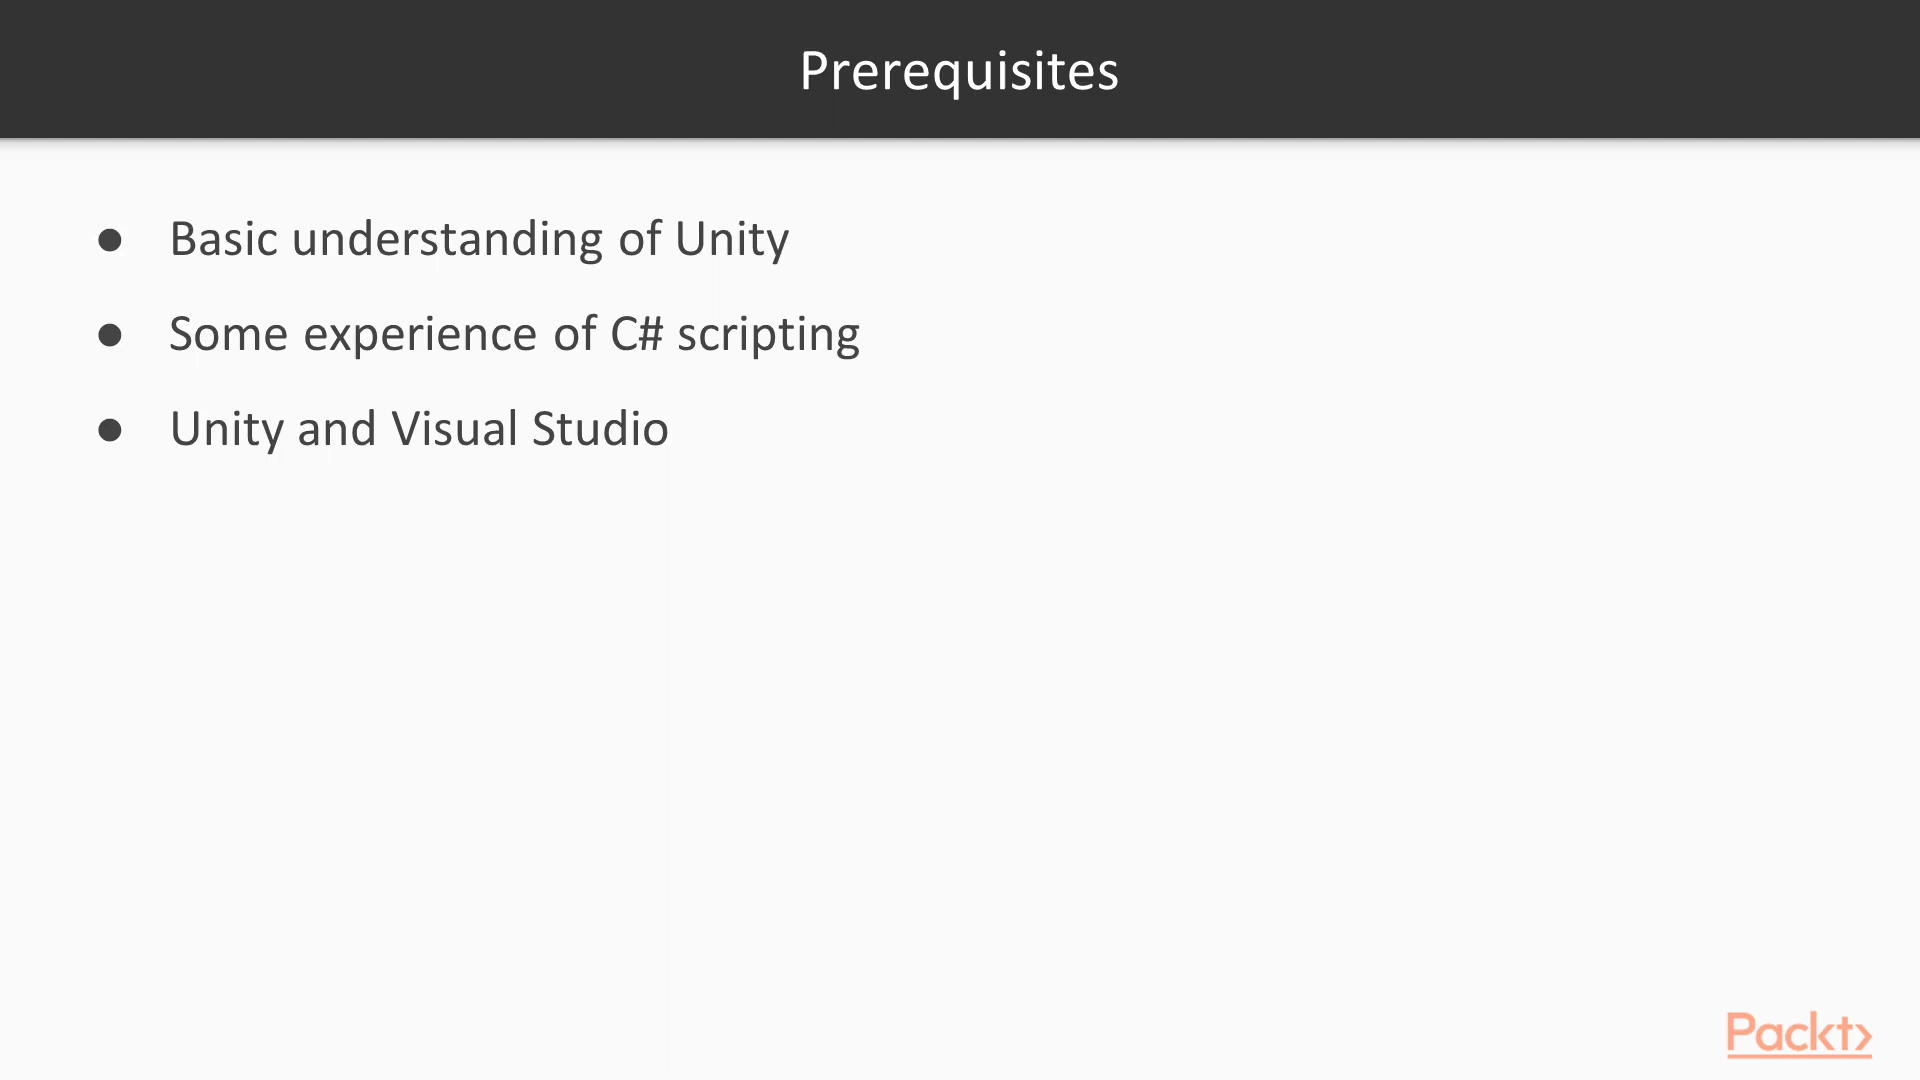 Prerequisites
● Basic understanding of Unity
● Some experience of C# scripting
● Unity and Visual Studio
Packt>